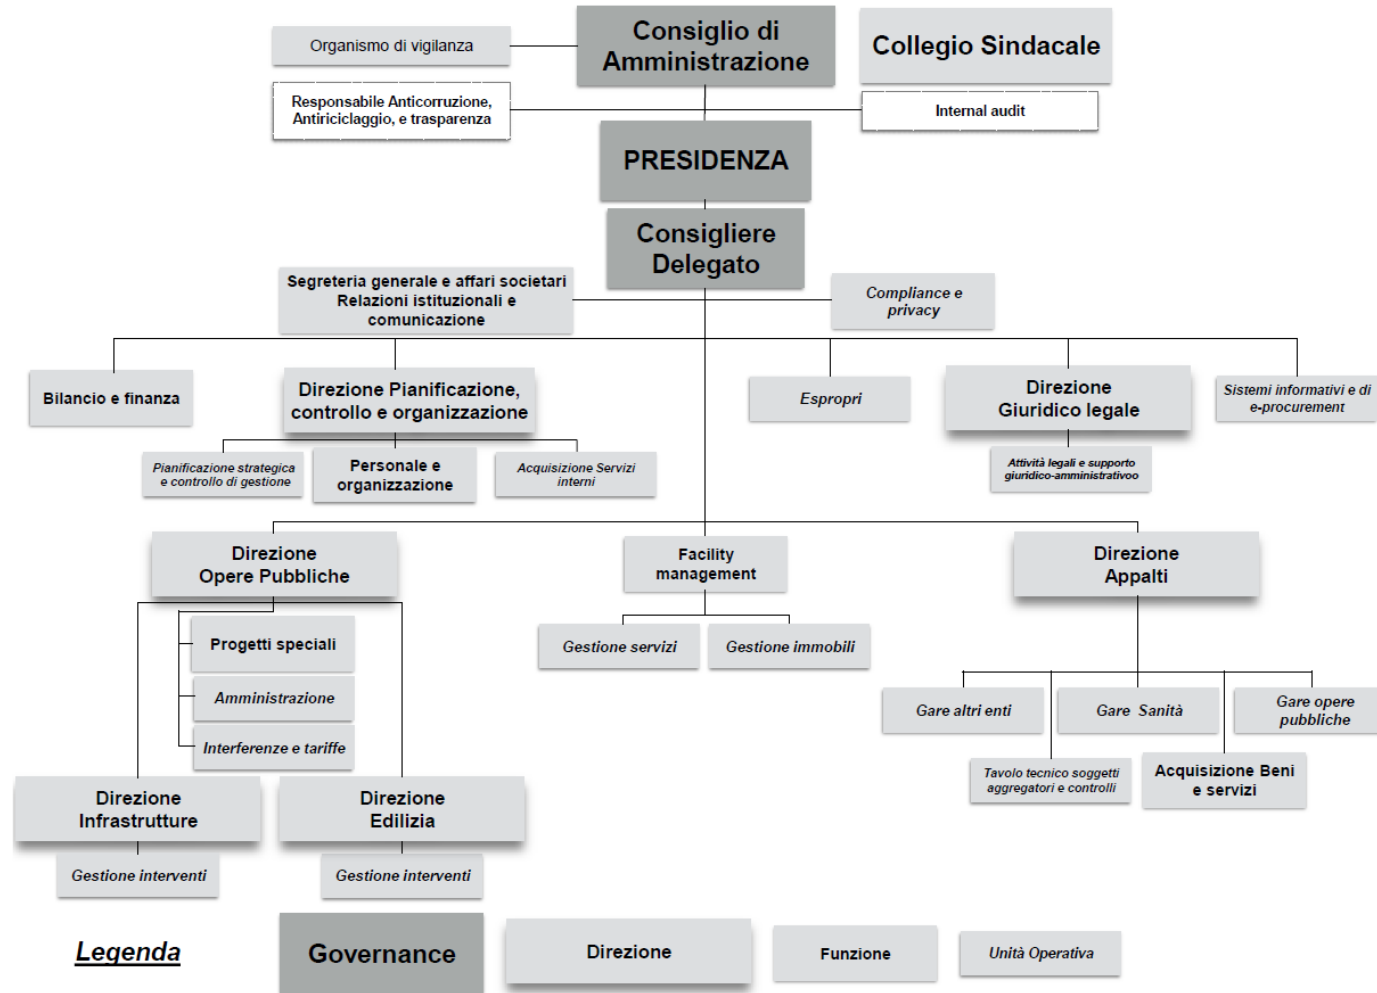 Organismo di vigilanza
Consiglio di
Amministrazione
Collegio Sindacale
Responsabile Anticorruzione,
Antiriciclaggio, e trasparenza
Internal audit
PRESIDENZA
Consigliere
Delegato
Segreteria generale e affari societari
Relazioni istituzionali e
comunicazione
Compliance e
privacy
Bilancio e finanza
Direzione Pianificazione,
controllo e organizzazione
Espropri
Direzione
Giuridico legale
Sistemi informativi e di
e-procurement
Pianificazione strategica
e controllo di gestione
Personale e
organizzazione
Acquisizione Servizi
interni
Attività legali e supporto
giuridico-amministrativoo
Direzione
Opere Pubbliche
Facility
management
Direzione
Appalti
Progetti speciali
Amministrazione
Interferenze e tariffe
Gestione servizi
Gestione immobili
Gare altri enti
Gare Sanità
Gare opere
pubbliche
Tavolo tecnico soggetti
aggregatori e controlli
Acquisizione Beni
e servizi
Direzione
Infrastrutture
Direzione
Edilizia
Gestione interventi
Gestione interventi
Legenda
Governance
Direzione
Funzione
Unità Operativa